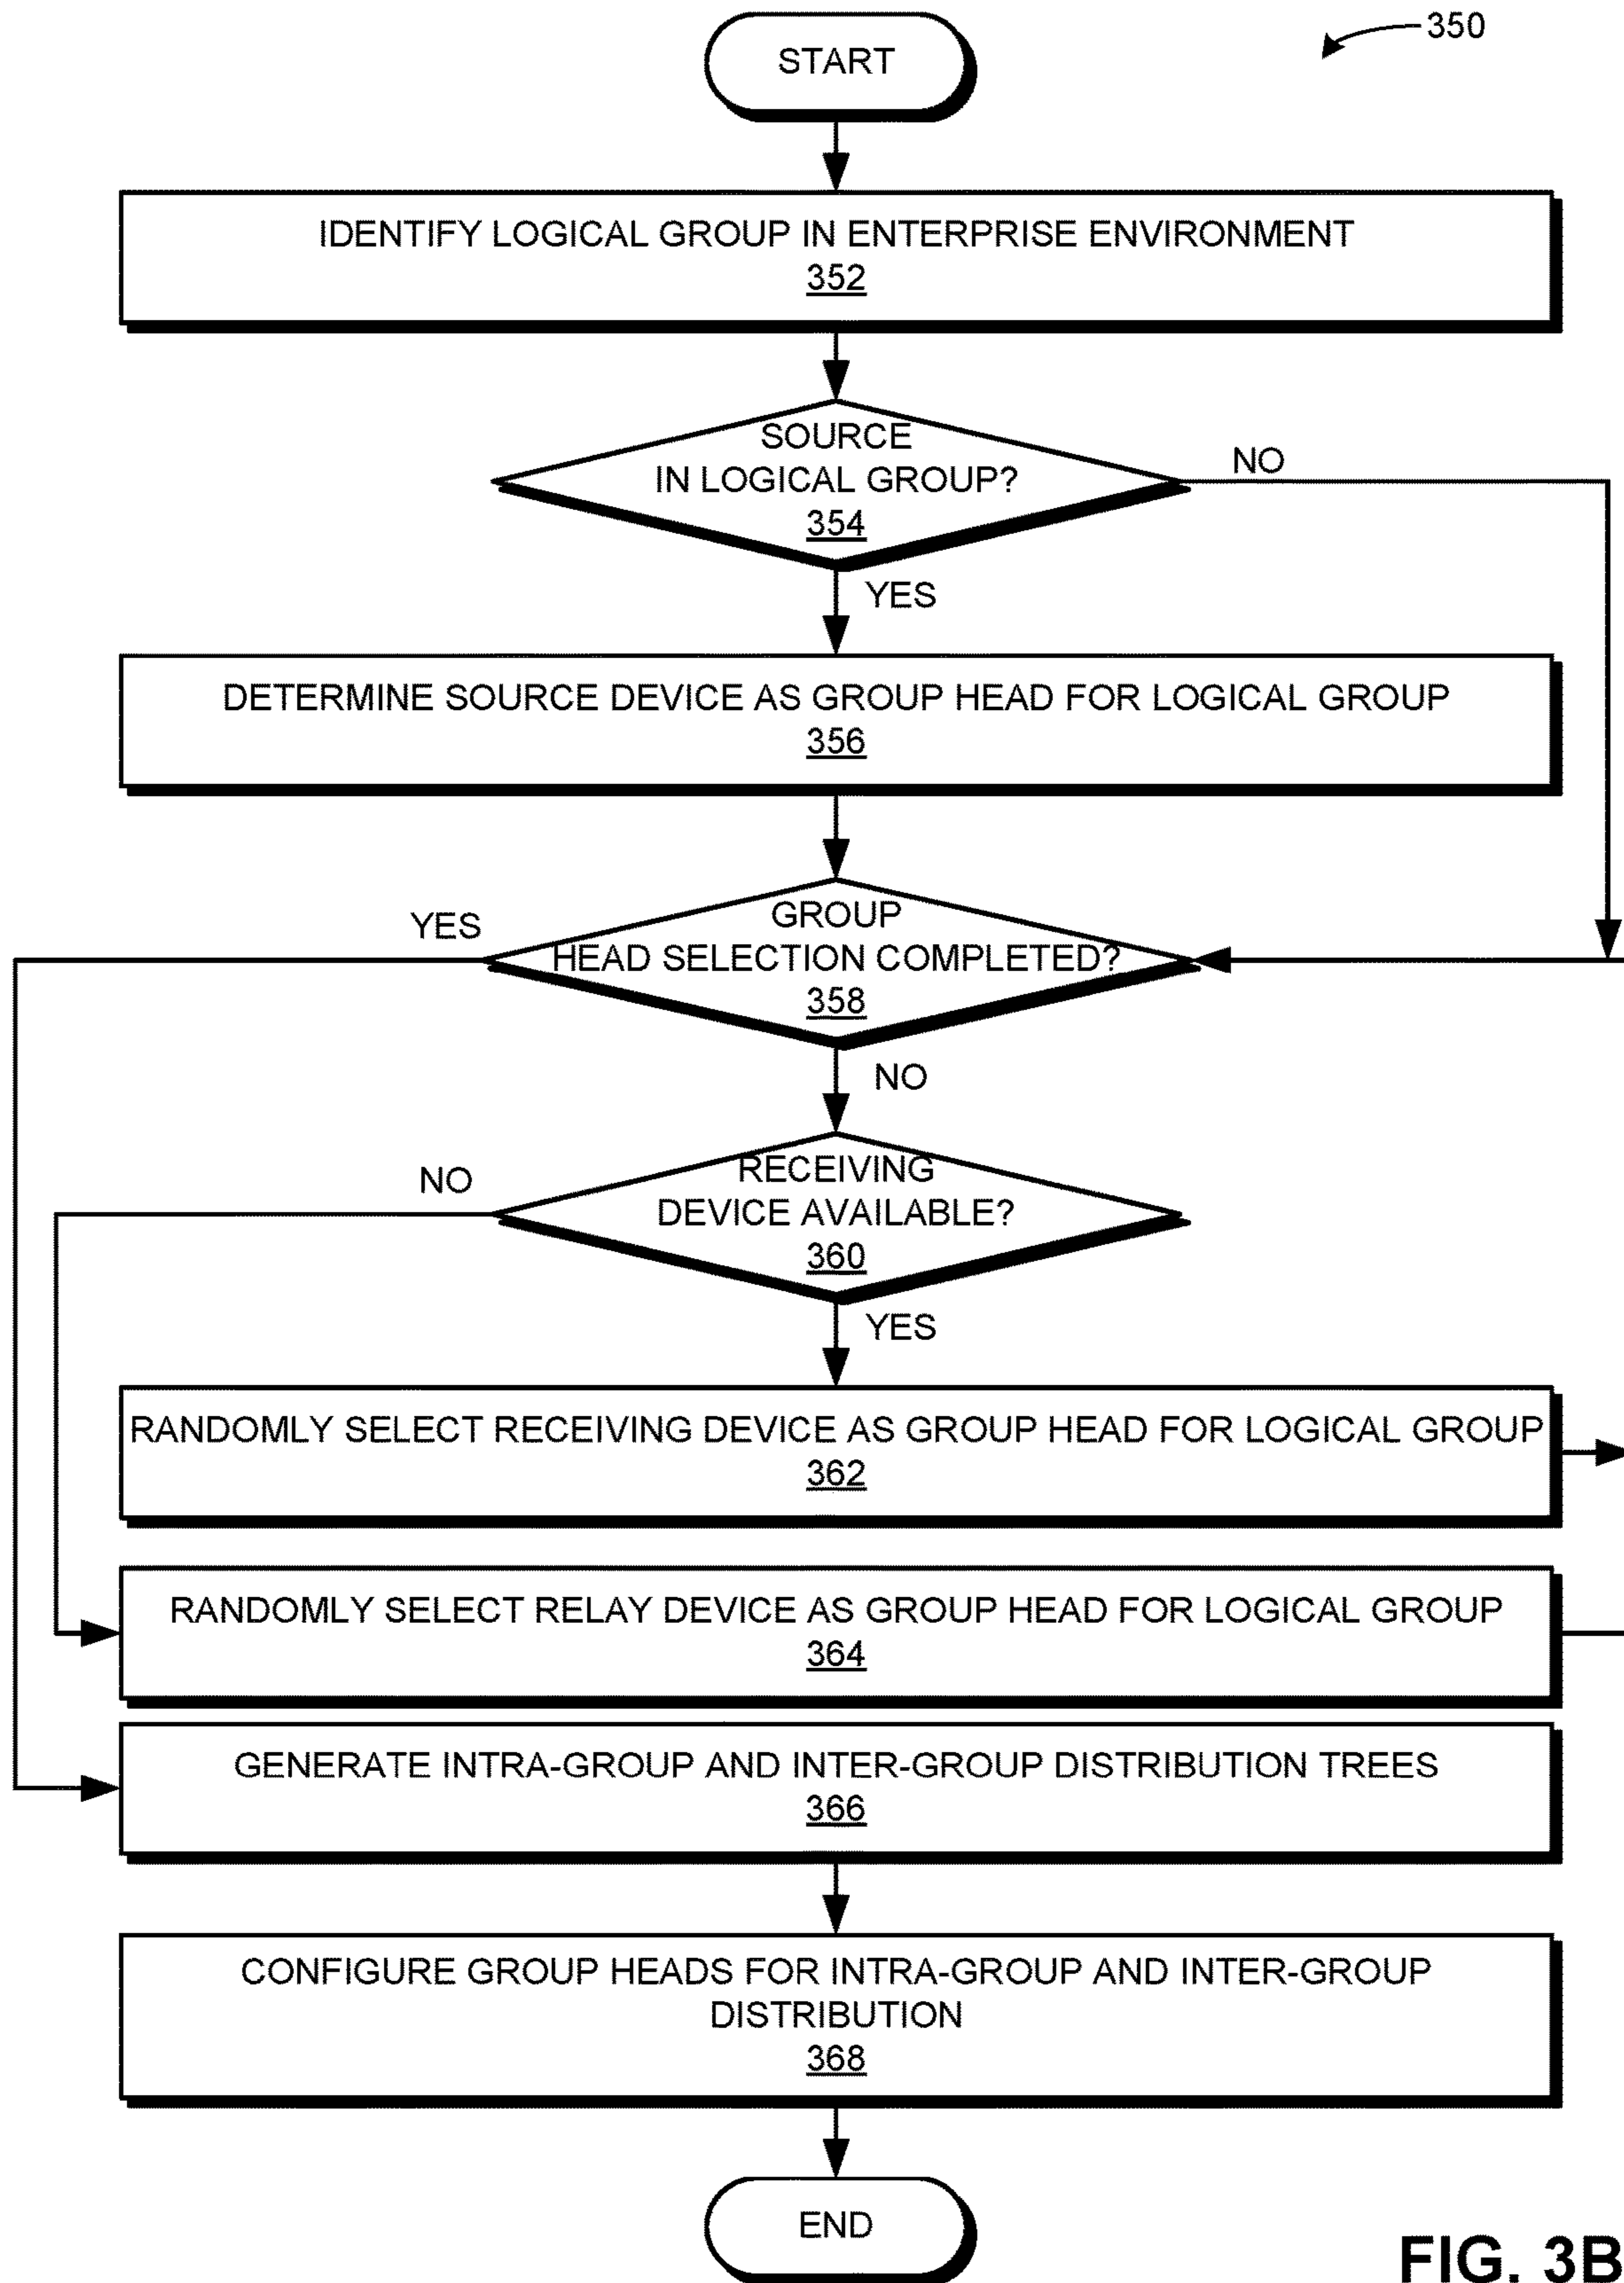 350
START
IDENTIFY LOGICAL GROUP IN ENTERPRISE ENVIRONMENT
352
SOURCE
IN LOGICAL GROUP?
354
NO
YES
DETERMINE SOURCE DEVICE AS GROUP HEAD FOR LOGICAL GROUP
356
YES
GROUP
HEAD SELECTION COMPLETED?
358
NO
NO
RECEIVING
DEVICE AVAILABLE?
360
YES
RANDOMLY SELECT RECEIVING DEVICE AS GROUP HEAD FOR LOGICAL GROUP
362
RANDOMLY SELECT RELAY DEVICE AS GROUP HEAD FOR LOGICAL GROUP
364
GENERATE INTRA-GROUP AND INTER-GROUP DISTRIBUTION TREES
366
CONFIGURE GROUP HEADS FOR INTRA-GROUP AND INTER-GROUP
DISTRIBUTION
368
END
FIG. 3B